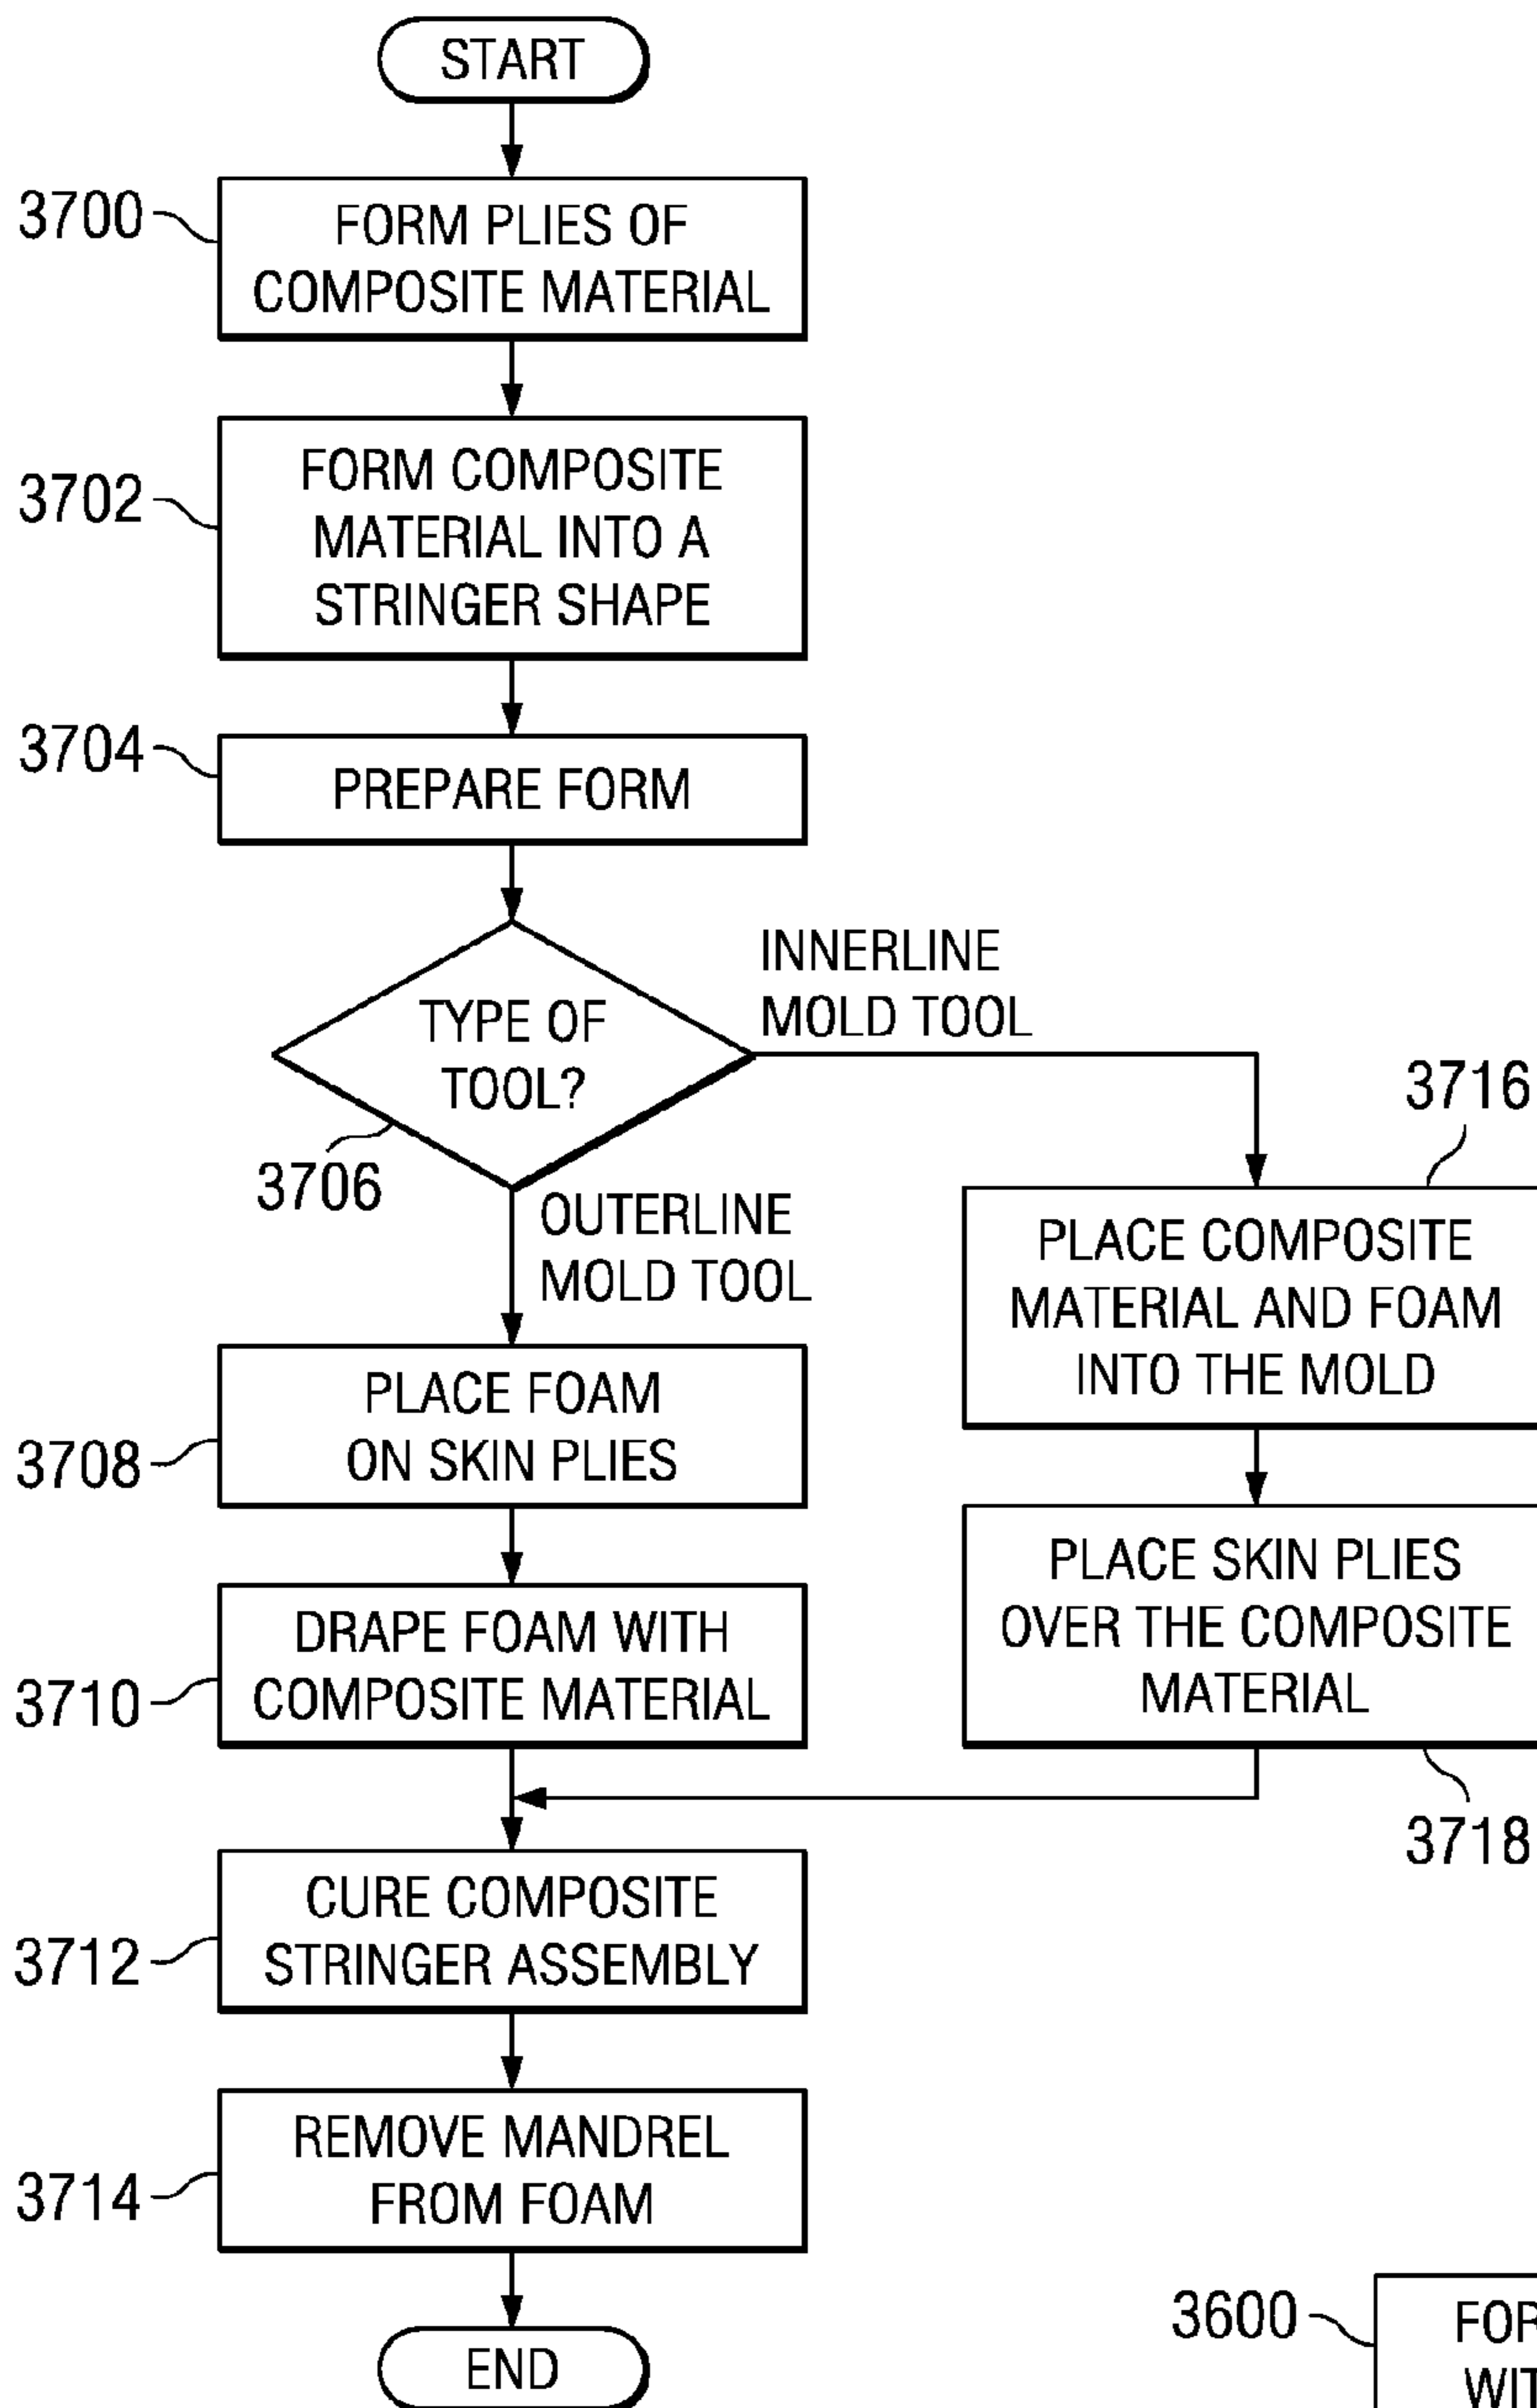 START
3700
FORM PLIES OF
COMPOSITE MATERIAL
3702
FORM COMPOSITE
MATERIAL INTO A
STRINGER SHAPE
3704
PREPARE FORM
TYPE OF
TOOL?
3706
INNERLINE
MOLD TOOL
OUTERLINE
MOLD TOOL
3708
PLACE FOAM
ON SKIN PLIES
3710
DRAPE FOAM WITH
COMPOSITE MATERIAL
3716
PLACE COMPOSITE
MATERIAL AND FOAM
INTO THE MOLD
PLACE SKIN PLIES
OVER THE COMPOSITE
MATERIAL
3718
3712
CURE COMPOSITE
STRINGER ASSEMBLY
3714
REMOVE MANDREL
FROM FOAM
END
3600